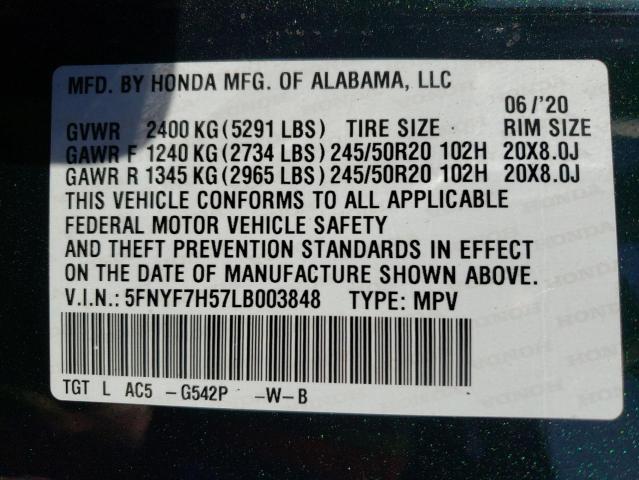 MFD. BY HONDA MFG. OF ALABAMA, LLC
06/'20
GVWR 2400 KG(5291 LBS) TIRE SIZE RIM SIZE
GAWR F 1240 KG(2734 LBS) 245/50R20 102H 20X8.0J
GAWR R 1345 KG(2965 LBS) 245/50R20 102H 20X8.0J
THIS VEHICLE CONFORMS TO ALL APPLICABLE
FEDERAL MOTOR VEHICLE SAFETY
AND THEFT PREVENTION STANDARDS IN EFFECT
ON THE DATE OF MANUFACTURE SHOWN ABOVE.
V.I.N.: 5FNYF7H57LB003848 TYPE: MPV
TGT L AC5 -G542P -W-B